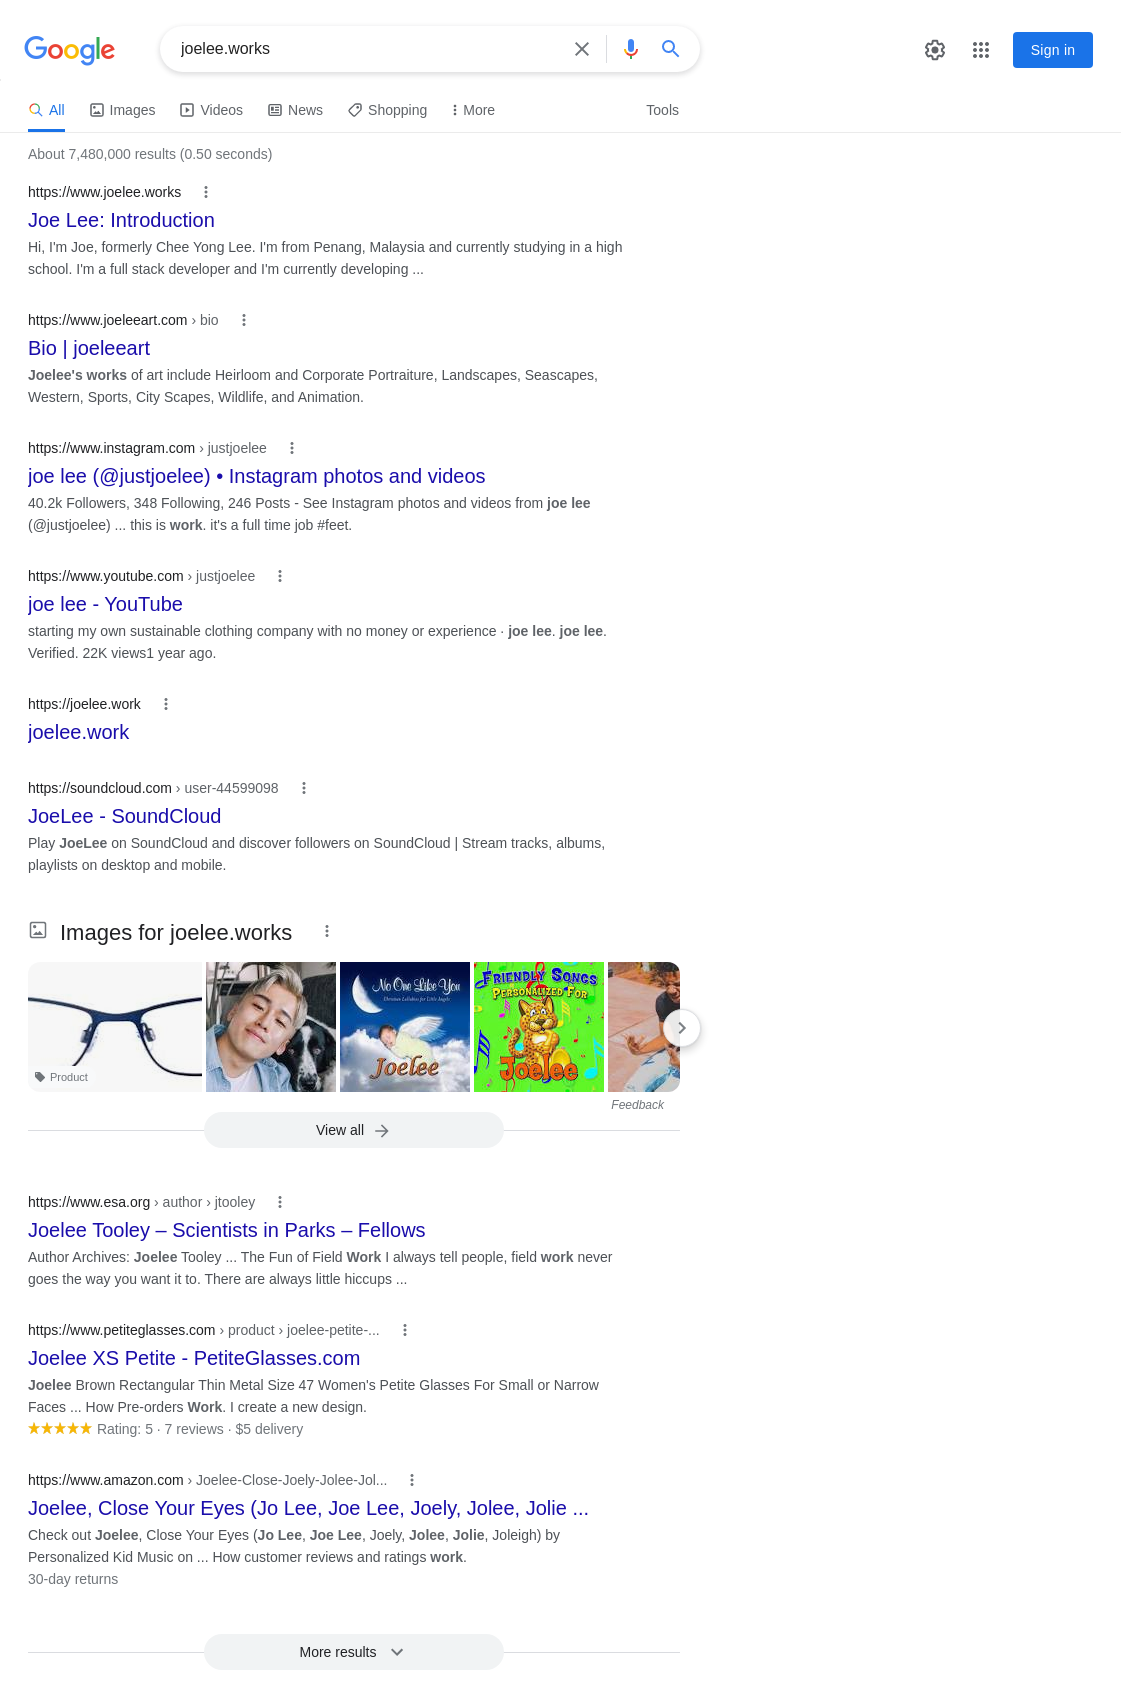 Google
joelee.works
Sign in
All
Images
Videos
News
Shopping
More
Tools
About 7,480,000 results (0.50 seconds)
https://www.joelee.works
Joe Lee: Introduction
Hi, I'm Joe, formerly Chee Yong Lee. I'm from Penang, Malaysia and currently studying in a high
school. I'm a full stack developer and I'm currently developing ...
https://www.joeleeart.com › bio
Bio | joeleeart
Joelee's works of art include Heirloom and Corporate Portraiture, Landscapes, Seascapes,
Western, Sports, City Scapes, Wildlife, and Animation.
https://www.instagram.com › justjoelee
joe lee (@justjoelee) • Instagram photos and videos
40.2k Followers, 348 Following, 246 Posts - See Instagram photos and videos from joe lee
(@justjoelee) ... this is work. it's a full time job #feet.
https://www.youtube.com › justjoelee
joe lee - YouTube
starting my own sustainable clothing company with no money or experience · joe lee. joe lee.
Verified. 22K views1 year ago.
https://joelee.work
joelee.work
https://soundcloud.com › user-44599098
JoeLee - SoundCloud
Play JoeLee on SoundCloud and discover followers on SoundCloud | Stream tracks, albums,
playlists on desktop and mobile.
Images for joelee.works
Product
No One Like You
Christian Lullabies for Little Angels
Joelee
FRIENDLY SONGS
PERSONALIZED FOR
Joelee
Feedback
View all
https://www.esa.org › author › jtooley
Joelee Tooley – Scientists in Parks – Fellows
Author Archives: Joelee Tooley ... The Fun of Field Work I always tell people, field work never
goes the way you want it to. There are always little hiccups ...
https://www.petiteglasses.com › product › joelee-petite-...
Joelee XS Petite - PetiteGlasses.com
Joelee Brown Rectangular Thin Metal Size 47 Women's Petite Glasses For Small or Narrow
Faces ... How Pre-orders Work. I create a new design.
Rating: 5 · 7 reviews · $5 delivery
https://www.amazon.com › Joelee-Close-Joely-Jolee-Jol...
Joelee, Close Your Eyes (Jo Lee, Joe Lee, Joely, Jolee, Jolie ...
Check out Joelee, Close Your Eyes (Jo Lee, Joe Lee, Joely, Jolee, Jolie, Joleigh) by
Personalized Kid Music on ... How customer reviews and ratings work.
30-day returns
More results